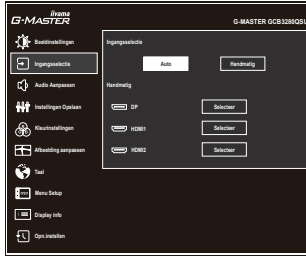 iiyama
G-MASTER
G-MASTER GCB3280QSU
Beeldinstellingen
Ingangsselectie
Audio Aanpassing
Instellingen Opslaan
Kleurinstellingen
Afbeelding aanpassen
Taal
Menu Setup
Display info
Opn.instellen
Ingangsselectie
Auto
Handmatig
Handmatig
DP
Selecteer
HDMI1
Selecteer
HDMI2
Selecteer